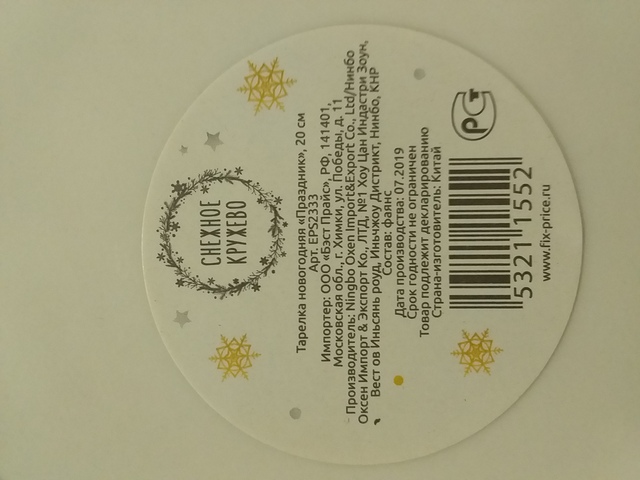 СНЕЖНОЕ
КРУЖЕВО
Тарелка новогодняя «Праздник», 20 см
Арт. EPS2333
Импортер: ООО «Бэст Прайс», РФ, 141401,
Московская обл., г. Химки, ул. Победы, д. 11
Производитель: Ningbo Oxen Import&Export Co., Ltd/Нинбо
Оксен Импорт & Экспорт Ко., ЛТД, №1 Хоу Цан Индастри Зоун,
Вест ов Иньсянь роуд, Иньчжоу Дистрикт, Нинбо, КНР
Состав: фаянс
Дата производства: 07.2019
Срок годности не ограничен
Товар подлежит декларированию
Страна-изготовитель: Китай
РСТ
5321 1552
www.fix-price.ru